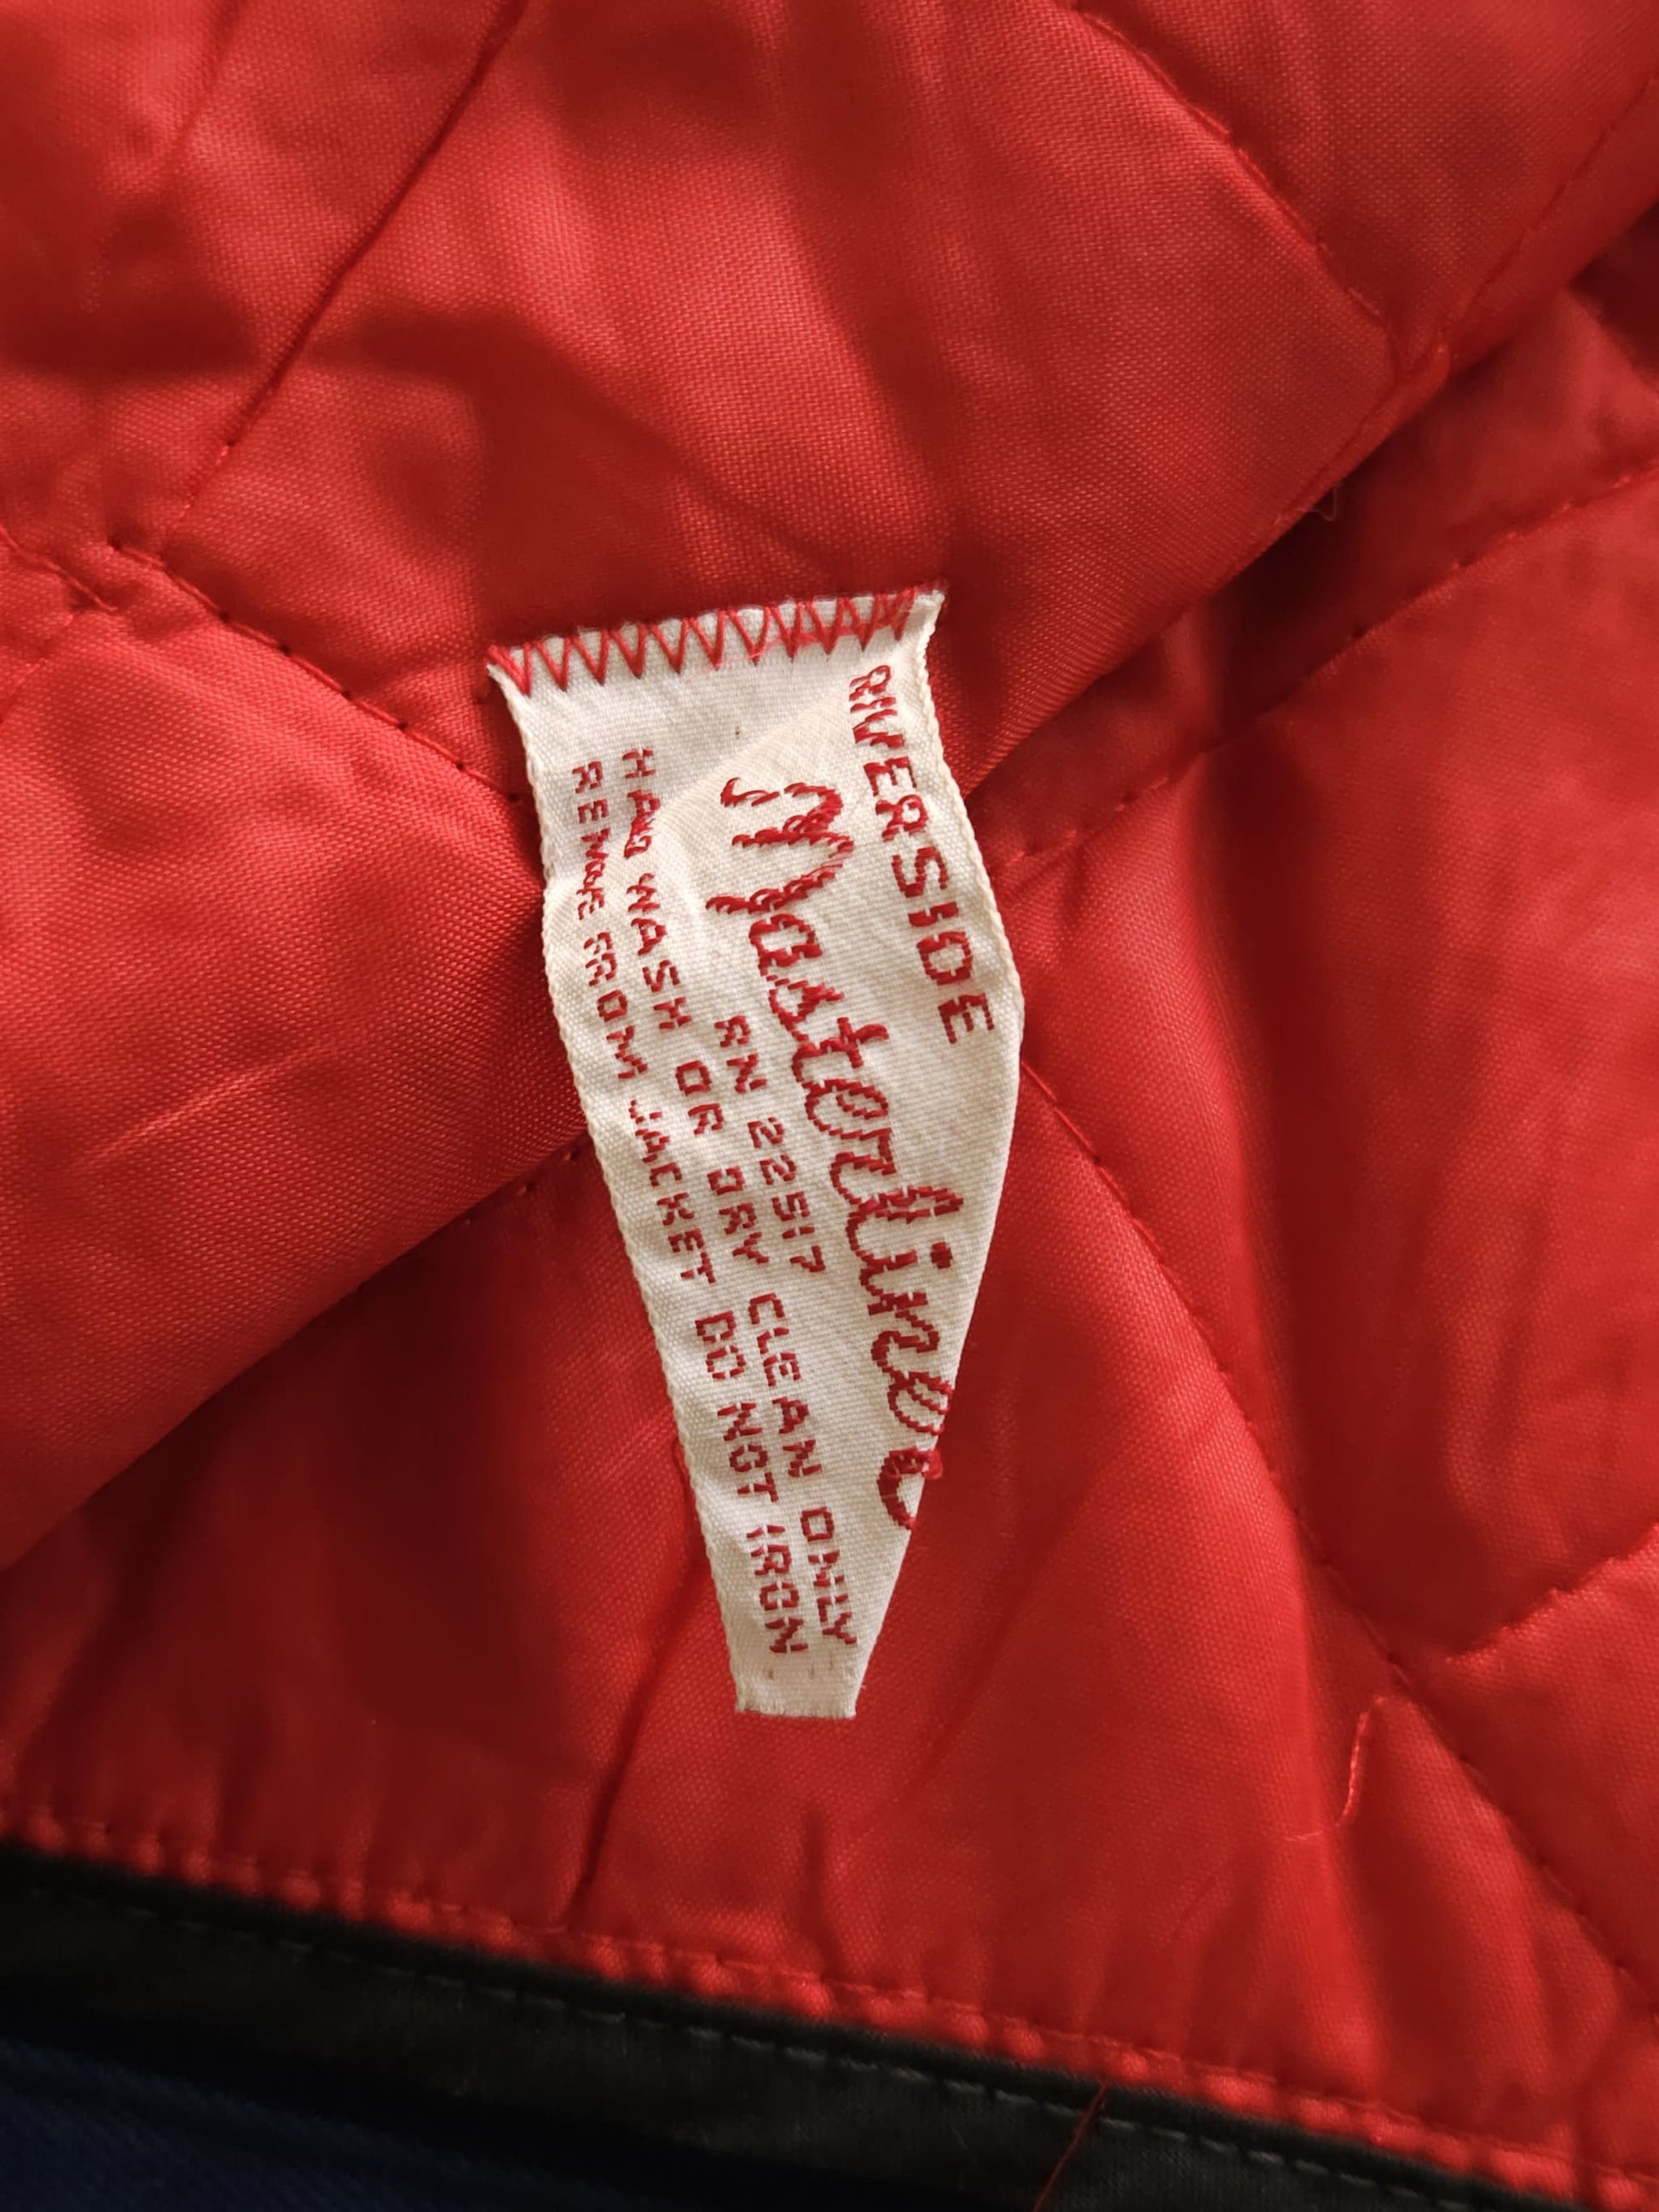 RIVERSIDE
Masterline
RN 22517
HAND WASH OR DRY CLEAN ONLY
REMOVE FROM JACKET DO NOT IRON